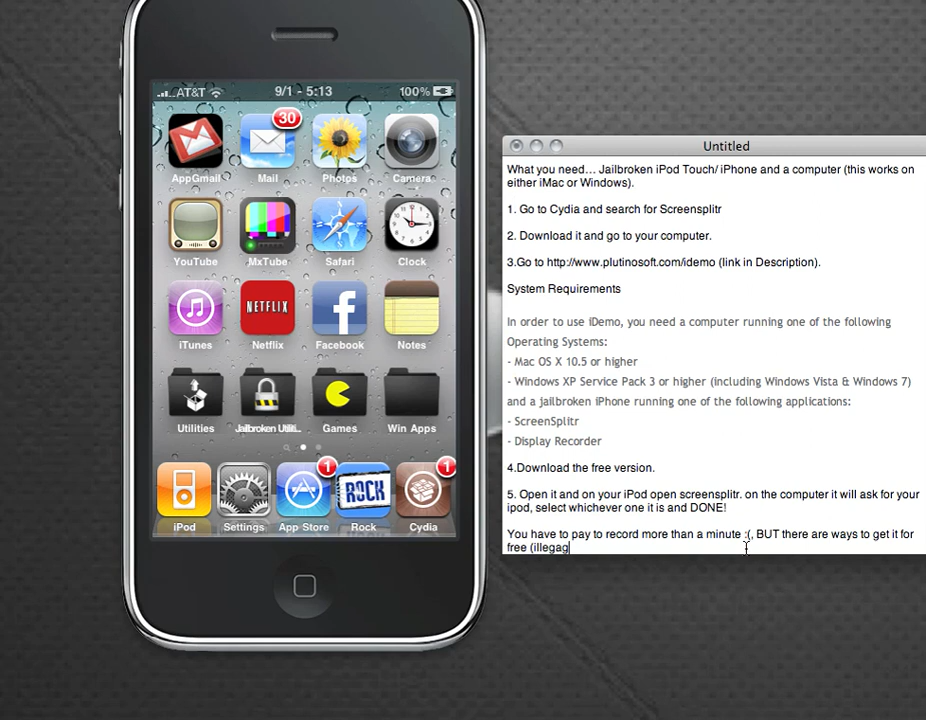 AT&T 9/1 - 5:13 100%
30
AppGmail Mail Photos Camera
YouTube MxTube Safari Clock
NETFLIX
iTunes Netflix Facebook Notes
Utilities Jailbroken Utili... Games Win Apps
1 1
ROCK
iPod Settings App Store Rock Cydia
Untitled
What you need... Jailbroken iPod Touch/ iPhone and a computer (this works on
either iMac or Windows).
1. Go to Cydia and search for Screensplitr
2. Download it and go to your computer.
3.Go to http://www.plutinosoft.com/idemo (link in Description).
System Requirements
In order to use iDemo, you need a computer running one of the following
Operating Systems:
- Mac OS X 10.5 or higher
- Windows XP Service Pack 3 or higher (including Windows Vista & Windows 7)
and a jailbroken iPhone running one of the following applications:
- ScreenSplitr
- Display Recorder
4.Download the free version.
5. Open it and on your iPod open screensplitr. on the computer it will ask for your
ipod, select whichever one it is and DONE!
You have to pay to record more than a minute :(, BUT there are ways to get it for
free (illegag